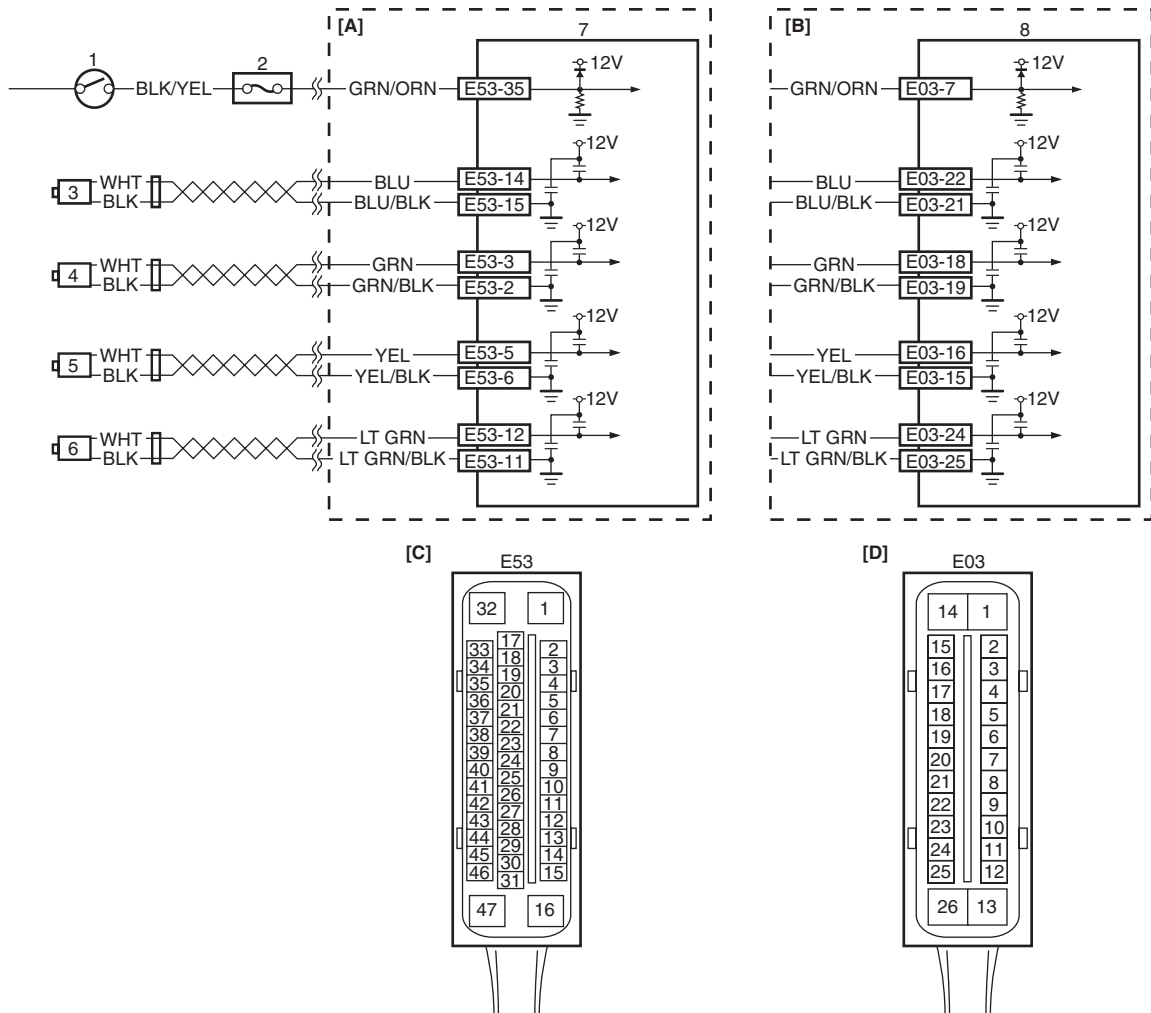 [A]
7
[B]
8
1
BLK/YEL
2
GRN/ORN
E53-35
12V
GRN/ORN
E03-7
12V
3
WHT
BLK
BLU
BLU/BLK
E53-14
E53-15
12V
BLU
BLU/BLK
E03-22
E03-21
12V
4
WHT
BLK
GRN
GRN/BLK
E53-3
E53-2
12V
GRN
GRN/BLK
E03-18
E03-19
12V
5
WHT
BLK
YEL
YEL/BLK
E53-5
E53-6
12V
YEL
YEL/BLK
E03-16
E03-15
12V
6
WHT
BLK
LT GRN
LT GRN/BLK
E53-12
E53-11
12V
LT GRN
LT GRN/BLK
E03-24
E03-25
12V
[C]
E53
32
1
33
34
35
36
37
38
39
40
41
42
43
44
45
46
17
18
19
20
21
22
23
24
25
26
27
28
29
30
31
2
3
4
5
6
7
8
9
10
11
12
13
14
15
47
16
[D]
E03
14
1
15
16
17
18
19
20
21
22
23
24
25
2
3
4
5
6
7
8
9
10
11
12
26
13